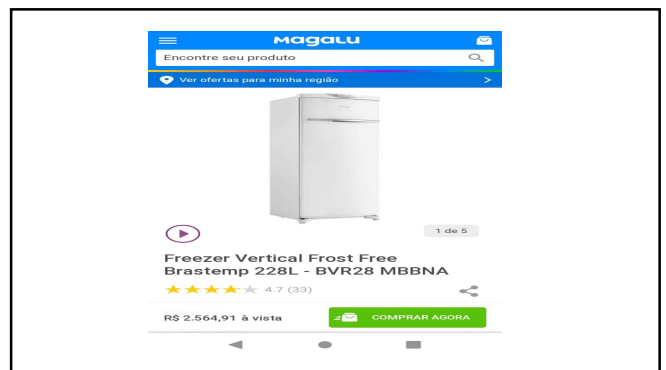 Magalu
Encontre seu produto
Ver ofertas para minha região
1 de 5
Freezer Vertical Frost Free
Brastemp 228L - BVR28 MBBNA
4.7 (33)
R$ 2.564,91 à vista
COMPRAR AGORA